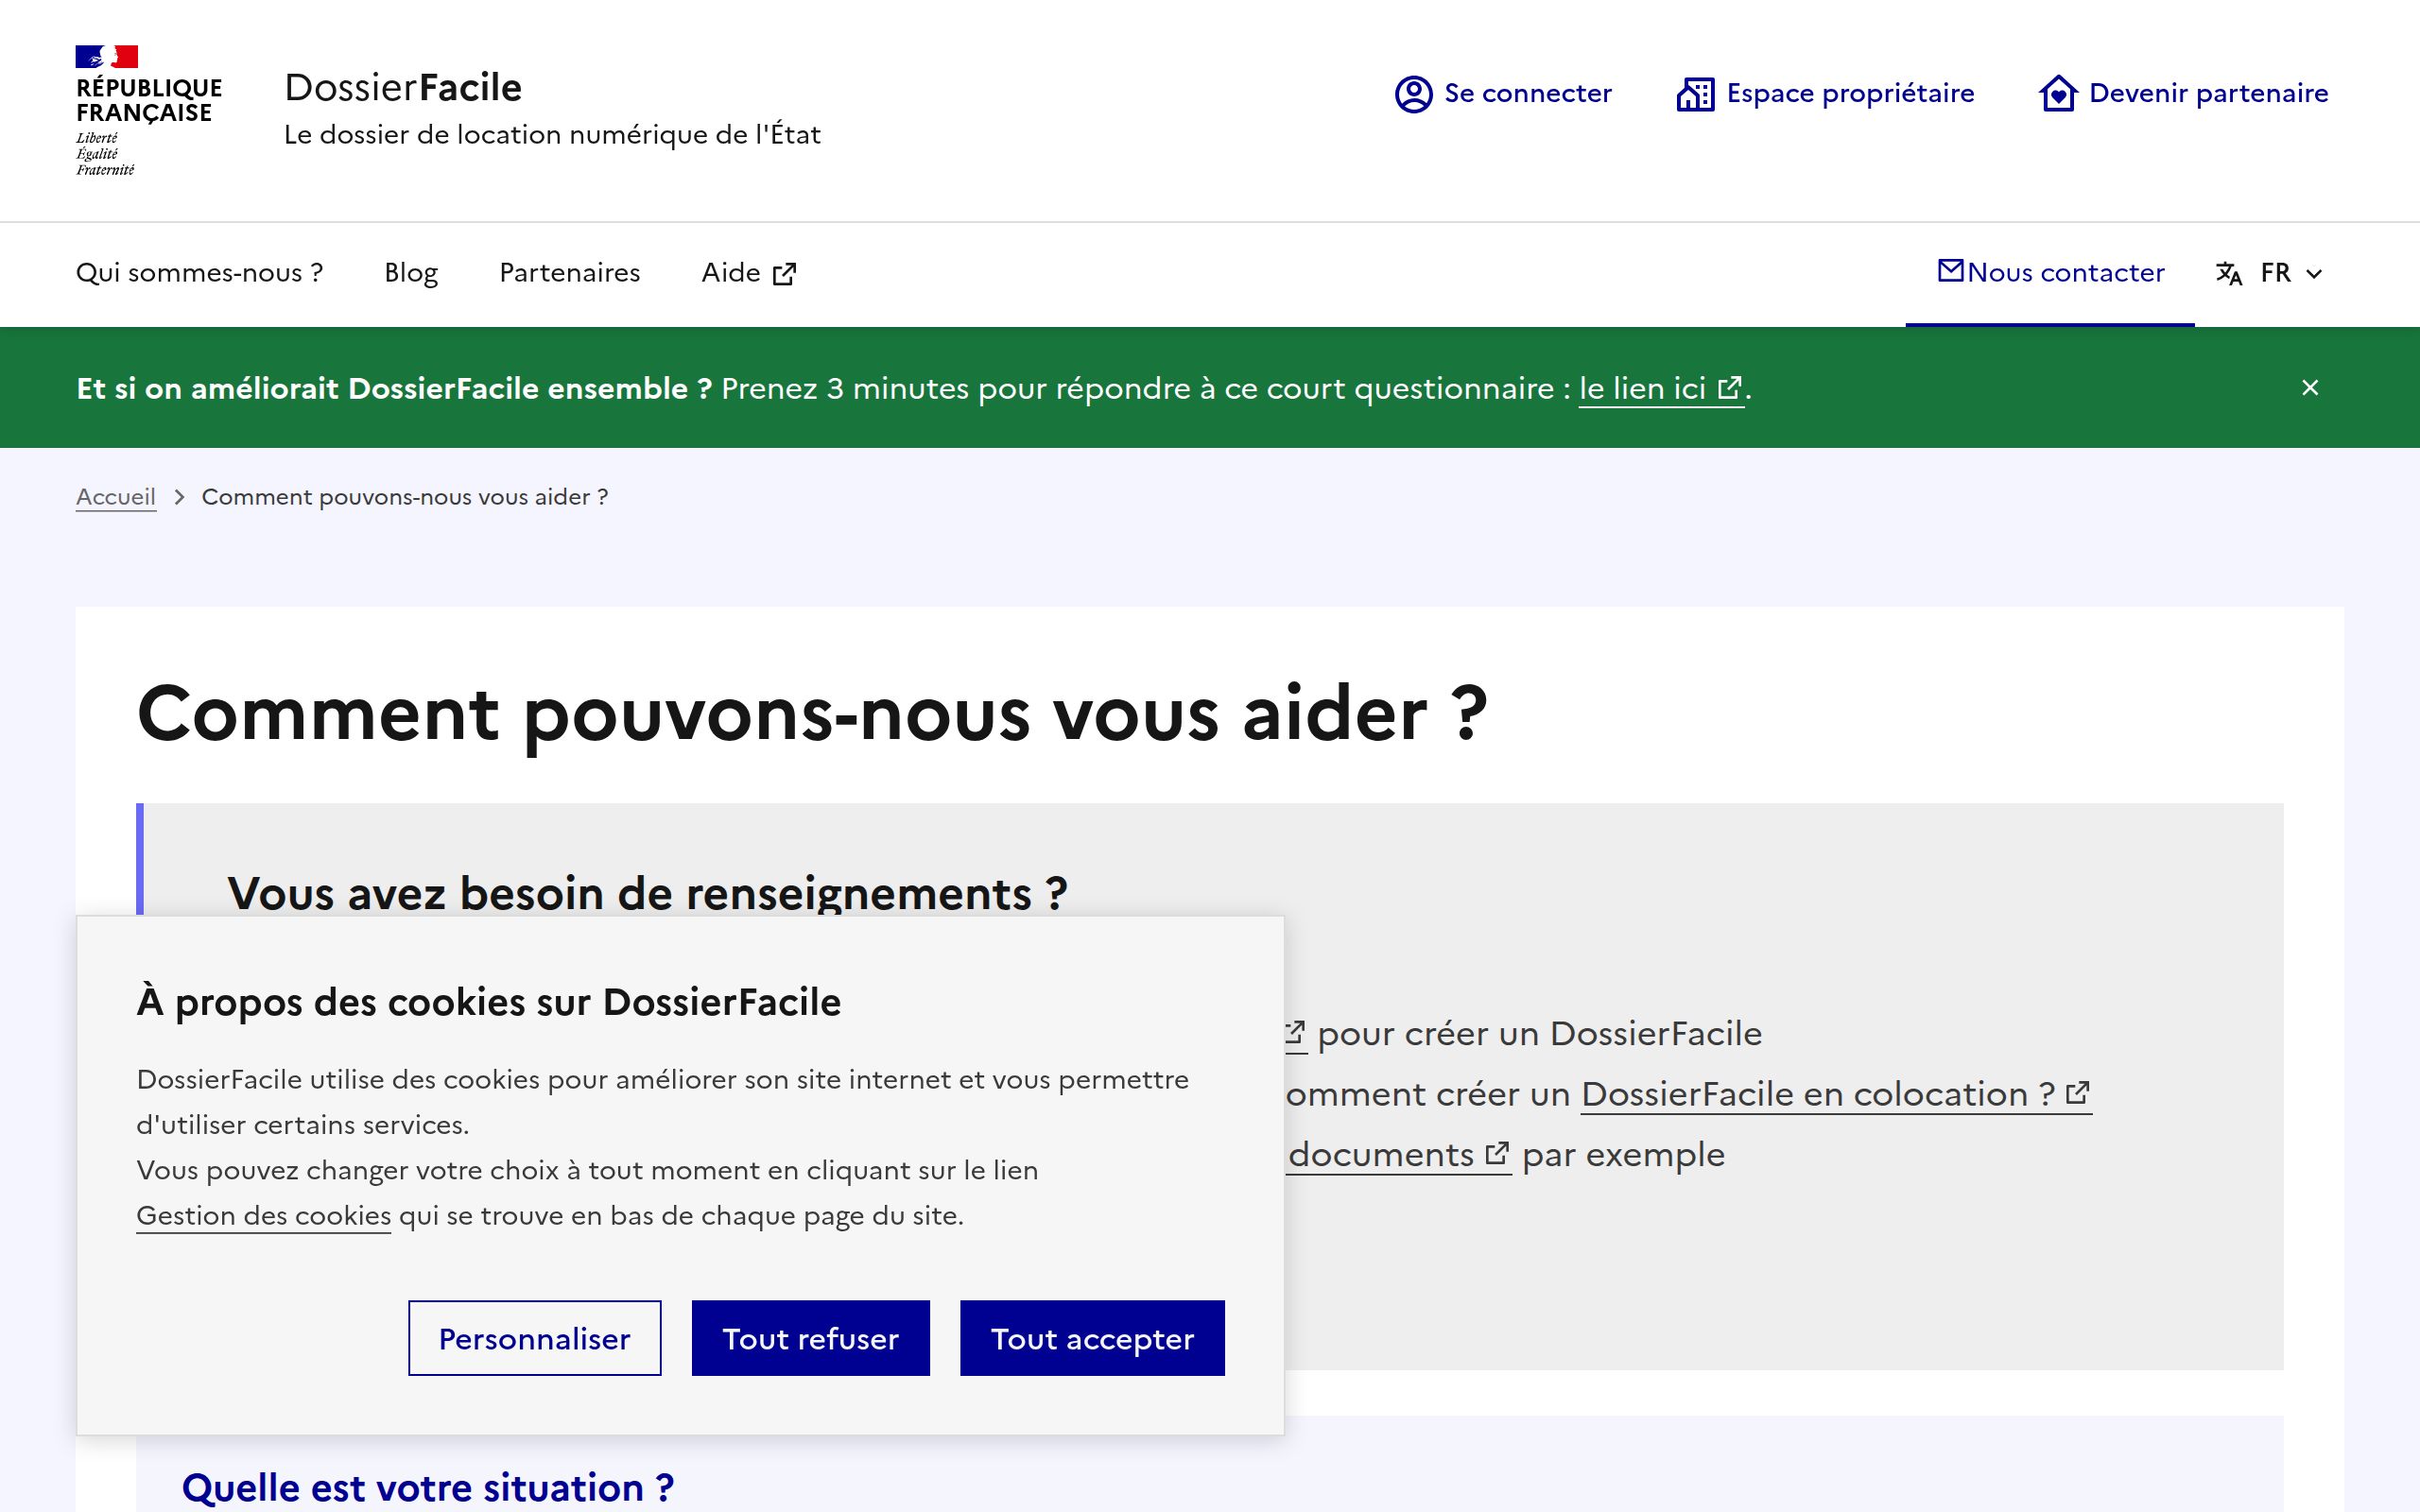 RÉPUBLIQUE
FRANÇAISE
Liberté
Égalité
Fraternité
DossierFacile
Le dossier de location numérique de l'État
Se connecter
Espace propriétaire
Devenir partenaire
Qui sommes-nous ?
Blog
Partenaires
Aide
Nous contacter
FR
Et si on améliorait DossierFacile ensemble ? Prenez 3 minutes pour répondre à ce court questionnaire : le lien ici .
Accueil
Comment pouvons-nous vous aider ?
Comment pouvons-nous vous aider ?
Vous avez besoin de renseignements ?
pour créer un DossierFacile
omment créer un DossierFacile en colocation ?
documents par exemple
À propos des cookies sur DossierFacile
DossierFacile utilise des cookies pour améliorer son site internet et vous permettre
d'utiliser certains services.
Vous pouvez changer votre choix à tout moment en cliquant sur le lien
Gestion des cookies qui se trouve en bas de chaque page du site.
Personnaliser
Tout refuser
Tout accepter
Quelle est votre situation ?